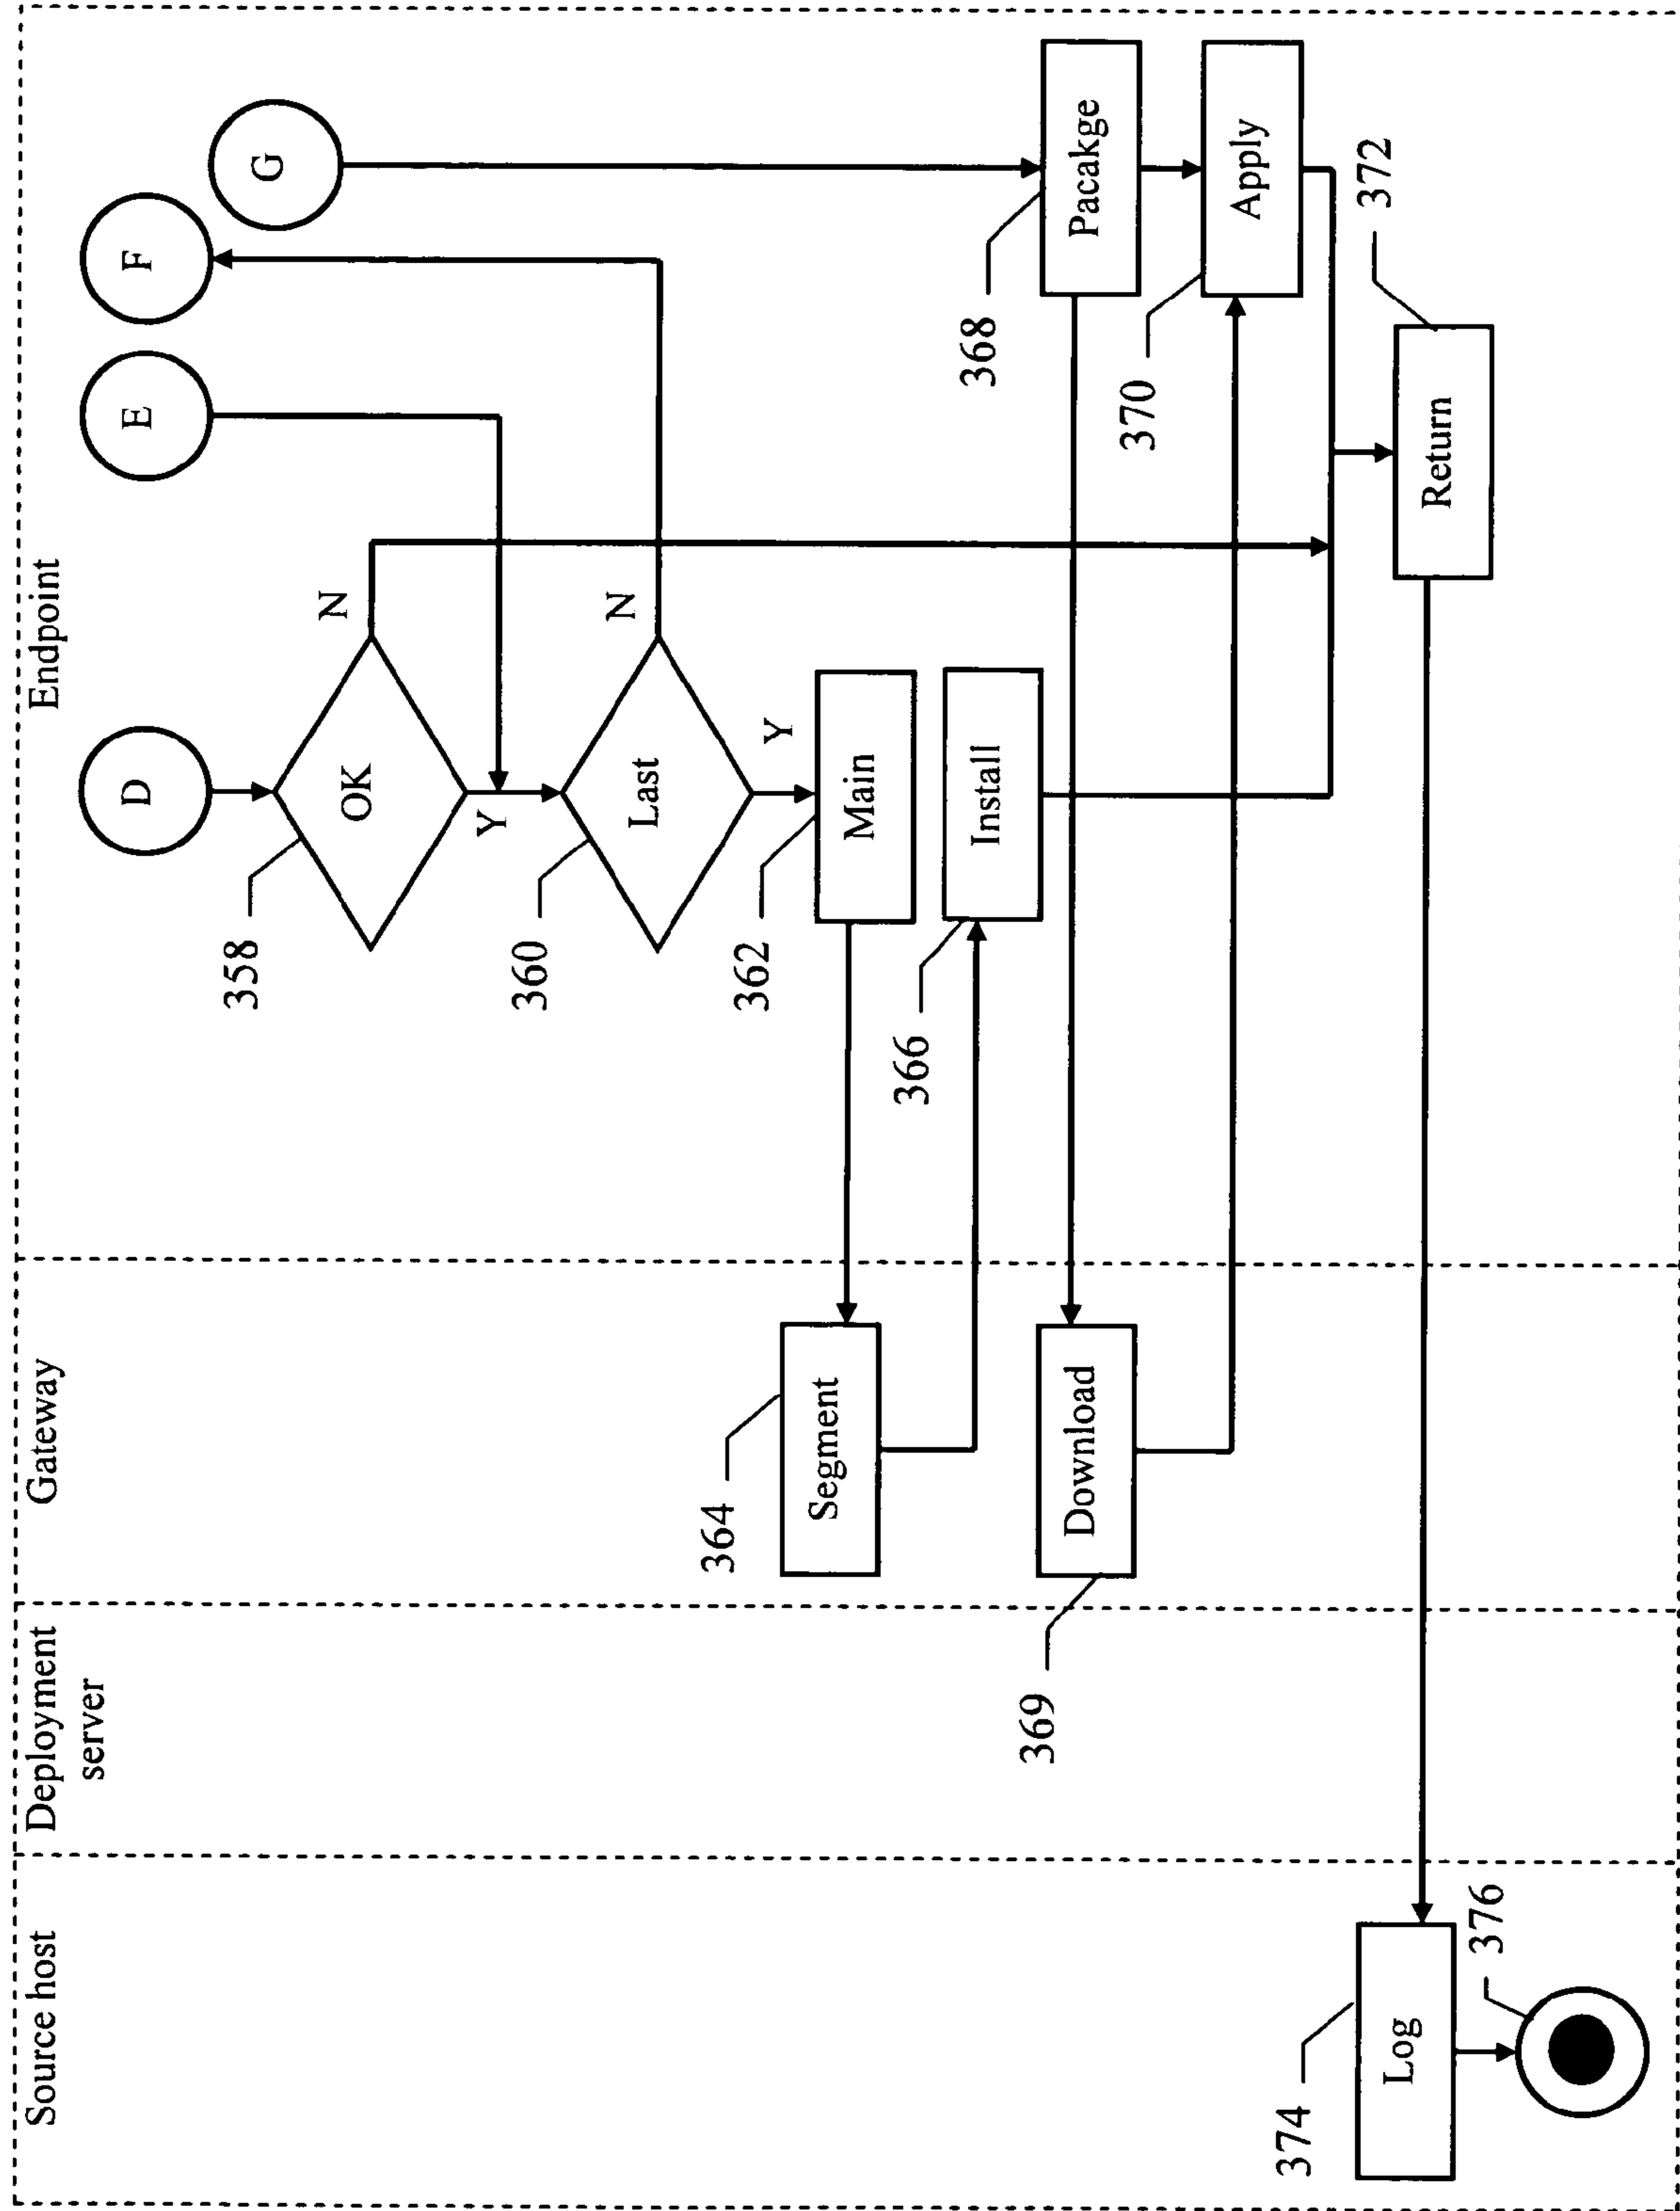 Source host
Deployment
server
Gateway
Endpoint
D
E
F
G
358
OK
N
Y
360
Last
N
Y
362
Main
364
Segment
366
Install
368
Pacakge
369
Download
370
Apply
372
Return
374
Log
376